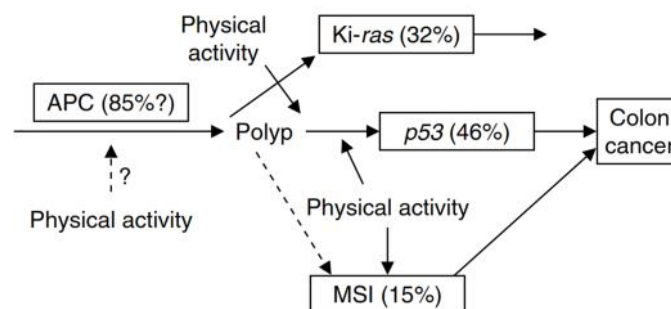 Physical
activity
Ki-ras (32%)
APC (85%?)
Polyp
p53 (46%)
Colon
cancer
?
Physical activity
Physical activity
MSI (15%)